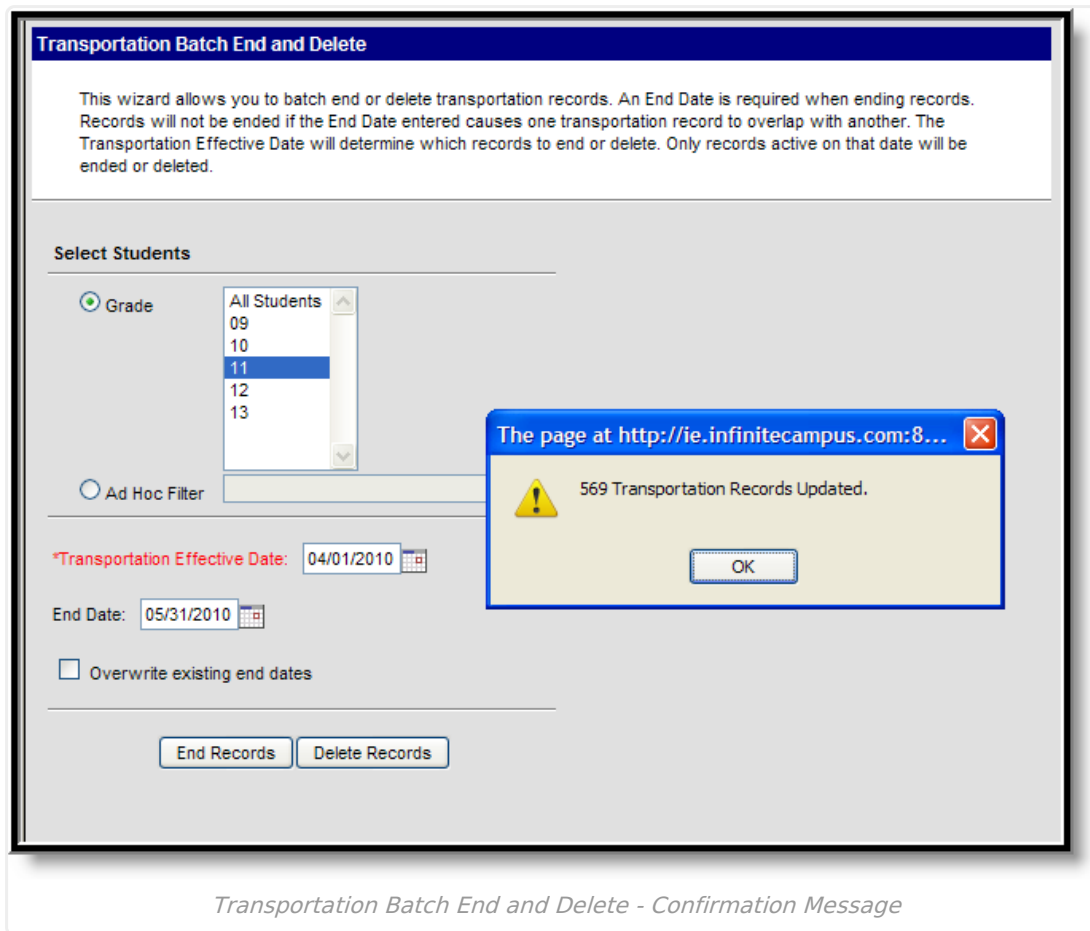 Transportation Batch End and Delete
This wizard allows you to batch end or delete transportation records. An End Date is required when ending records.
Records will not be ended if the End Date entered causes one transportation record to overlap with another. The
Transportation Effective Date will determine which records to end or delete. Only records active on that date will be
ended or deleted.
Select Students
Grade
All Students
09
10
11
12
13
The page at http://ie.infinitecampus.com:8...
569 Transportation Records Updated.
OK
Ad Hoc Filter
*Transportation Effective Date: 04/01/2010
End Date: 05/31/2010
Overwrite existing end dates
End Records Delete Records
Transportation Batch End and Delete - Confirmation Message